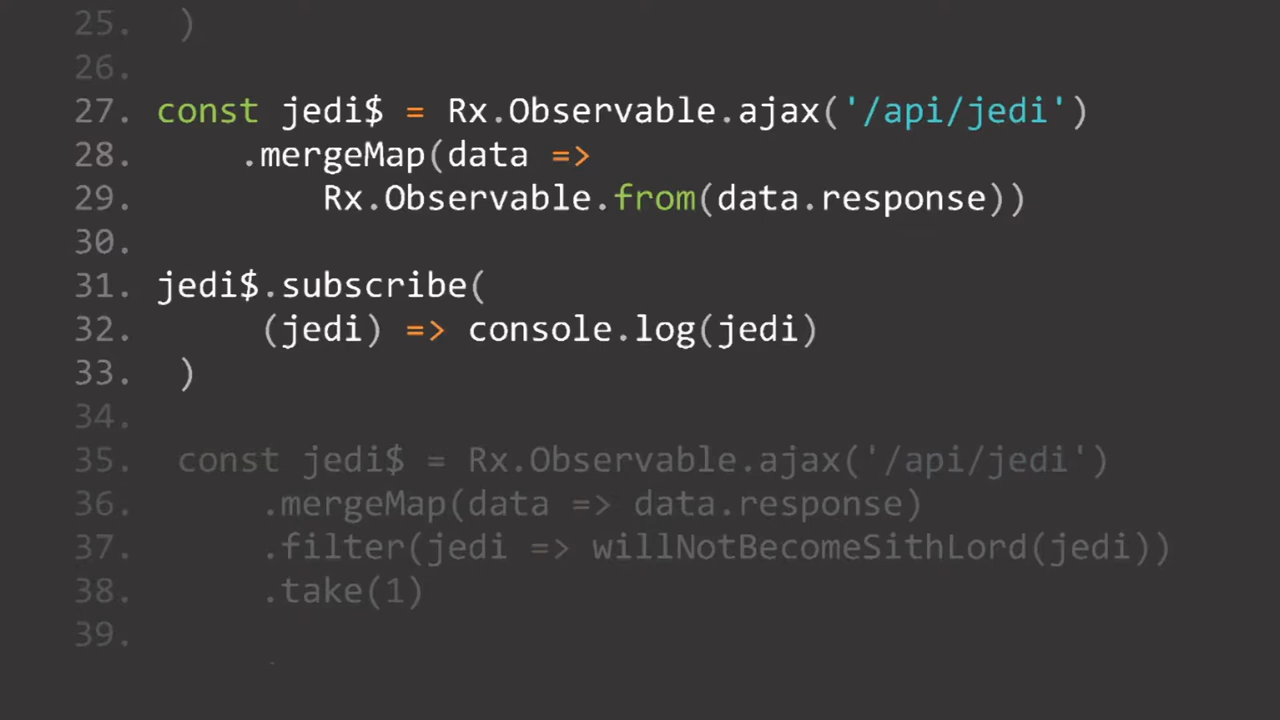 25. )
26.
27. const jedi$ = Rx.Observable.ajax('/api/jedi')
28. .mergeMap(data =>
29. Rx.Observable.from(data.response))
30.
31. jedi$.subscribe(
32. (jedi) => console.log(jedi)
33. )
34.
35. const jedi$ = Rx.Observable.ajax('/api/jedi')
36. .mergeMap(data => data.response)
37. .filter(jedi => willNotBecomeSithLord(jedi))
38. .take(1)
39.